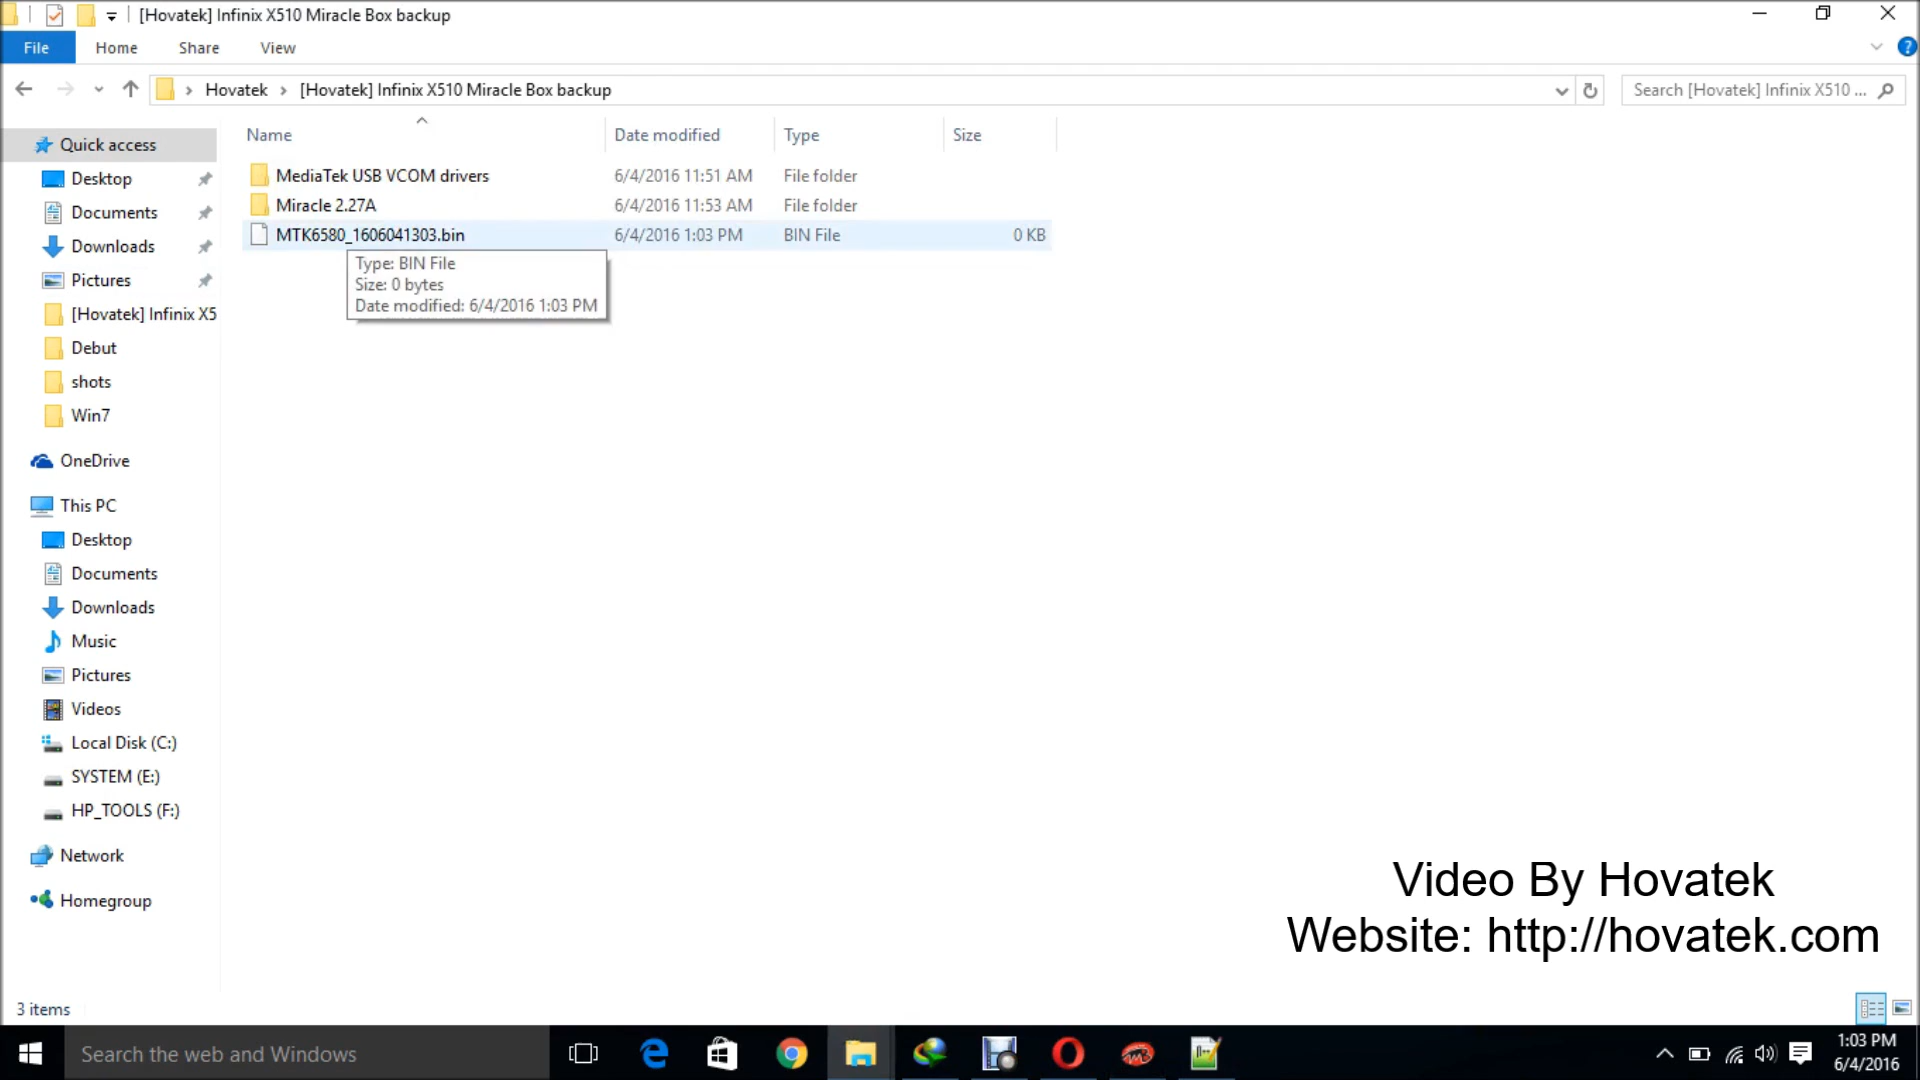 [Hovatek] Infinix X510 Miracle Box backup
File Home Share View
Hovatek [Hovatek] Infinix X510 Miracle Box backup
Search [Hovatek] Infinix X510 ...
Name Date modified Type Size
MediaTek USB VCOM drivers 6/4/2016 11:51 AM File folder
Miracle 2.27A 6/4/2016 11:53 AM File folder
MTK6580_1606041303.bin 6/4/2016 1:03 PM BIN File 0 KB
Type: BIN File
Size: 0 bytes
Date modified: 6/4/2016 1:03 PM
Quick access
Desktop
Documents
Downloads
Pictures
[Hovatek] Infinix X5
Debut
shots
Win7
OneDrive
This PC
Desktop
Documents
Downloads
Music
Pictures
Videos
Local Disk (C:)
SYSTEM (E:)
HP_TOOLS (F:)
Network
Homegroup
Video By Hovatek
Website: http://hovatek.com
3 items
Search the web and Windows
1:03 PM
6/4/2016